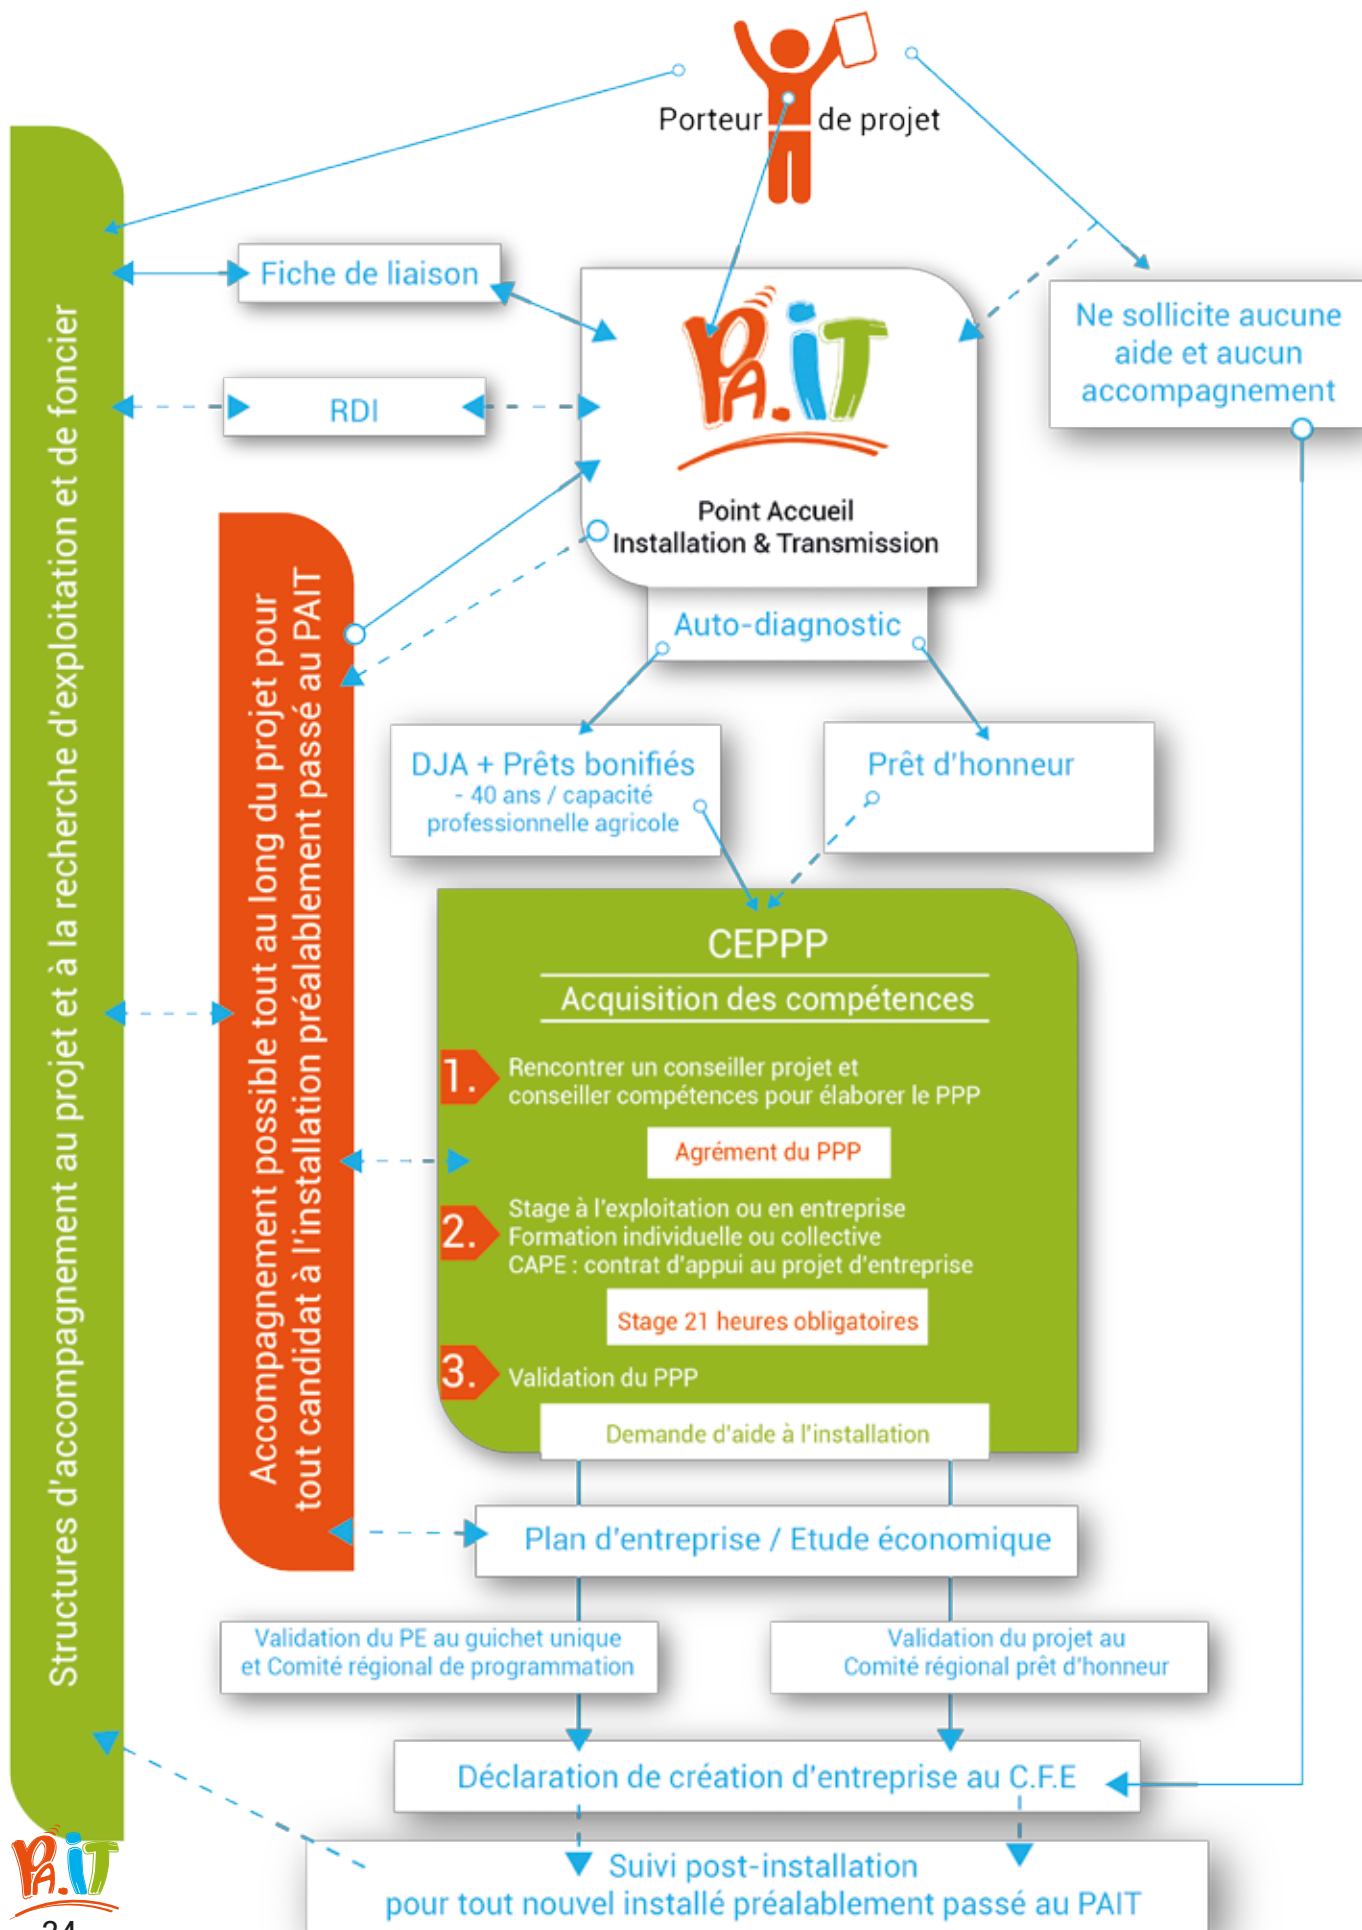 Porteur de projet
Structures d'accompagnement au projet et à la recherche d'exploitation et de foncier
Fiche de liaison
RDI
PA.iT
Point Accueil
Installation & Transmission
Ne sollicite aucune
aide et aucun
accompagnement
Accompagnement possible tout au long du projet pour
tout candidat à l'installation préalablement passé au PAIT
Auto-diagnostic
DJA + Prêts bonifiés
- 40 ans / capacité
professionnelle agricole
Prêt d'honneur
CEPPP
Acquisition des compétences
1.
Rencontrer un conseiller projet et
conseiller compétences pour élaborer le PPP
Agrément du PPP
2.
Stage à l'exploitation ou en entreprise
Formation individuelle ou collective
CAPE : contrat d'appui au projet d'entreprise
Stage 21 heures obligatoires
3.
Validation du PPP
Demande d'aide à l'installation
Plan d'entreprise / Etude économique
Validation du PE au guichet unique
et Comité régional de programmation
Validation du projet au
Comité régional prêt d'honneur
Déclaration de création d'entreprise au C.F.E
Suivi post-installation
pour tout nouvel installé préalablement passé au PAIT
PA.iT
24